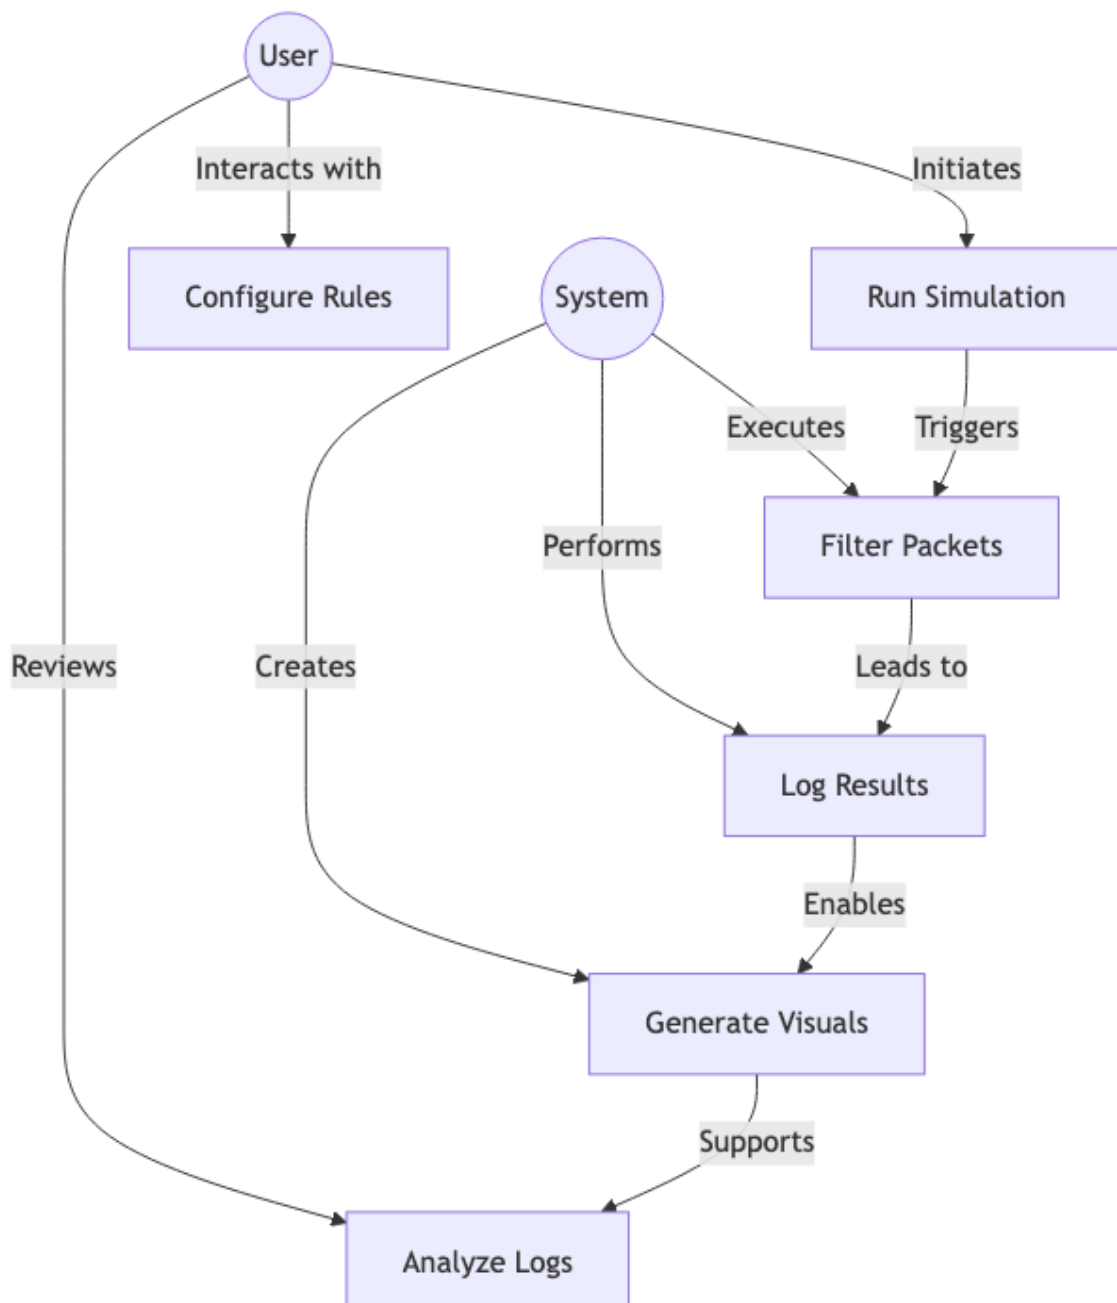 User
Interacts with
Initiates
Configure Rules
System
Run Simulation
Executes
Triggers
Performs
Filter Packets
Reviews
Creates
Leads to
Log Results
Enables
Generate Visuals
Supports
Analyze Logs